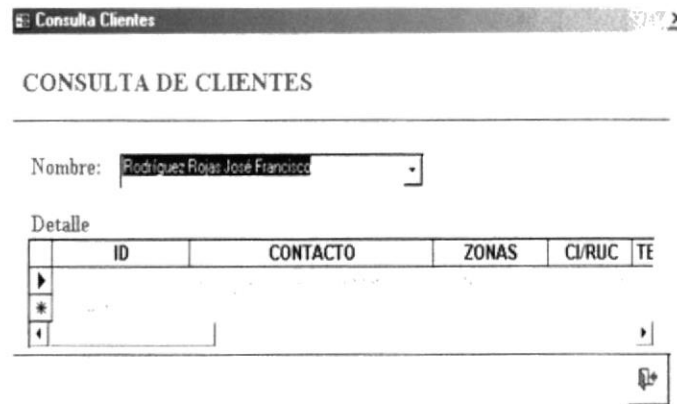 Consulta Clientes
CONSULTA DE CLIENTES
Nombre: Rodríguez Rojas José Francisco
Detalle
ID CONTACTO ZONAS CI/RUC TE